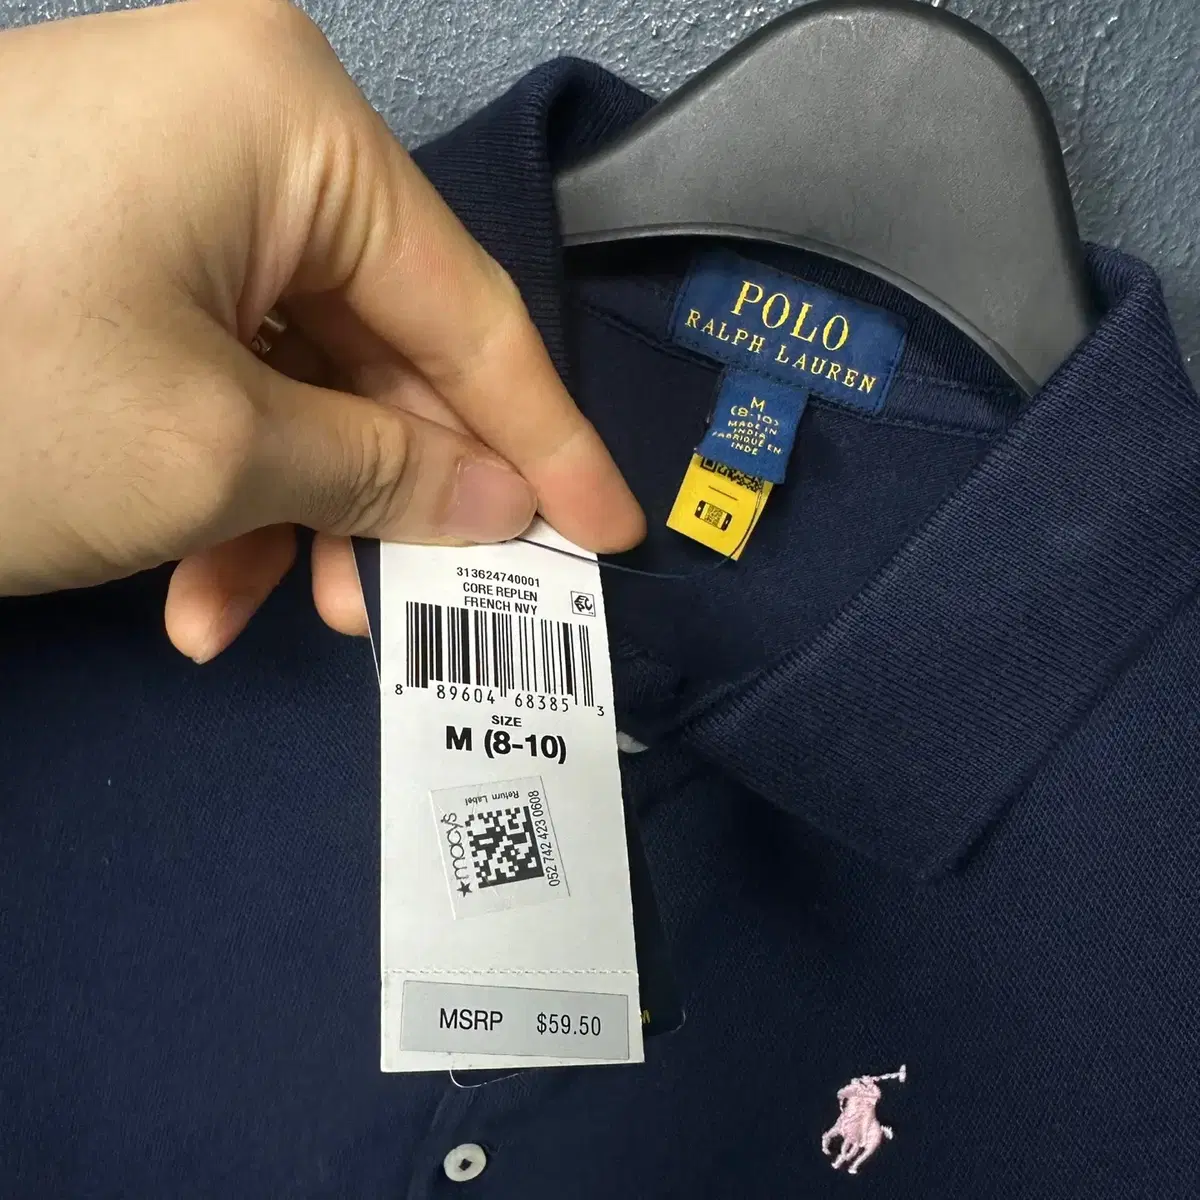 POLO
RALPH LAUREN
M
(8-10)
MADE IN
INDIA
FABRIQUE EN
INDE
313624740001
CORE REPLEN
FRENCH NVY
8 89604 68385 3
SIZE
M (8-10)
Return Label
★macy's
052 742 423 0608
MSRP $59.50